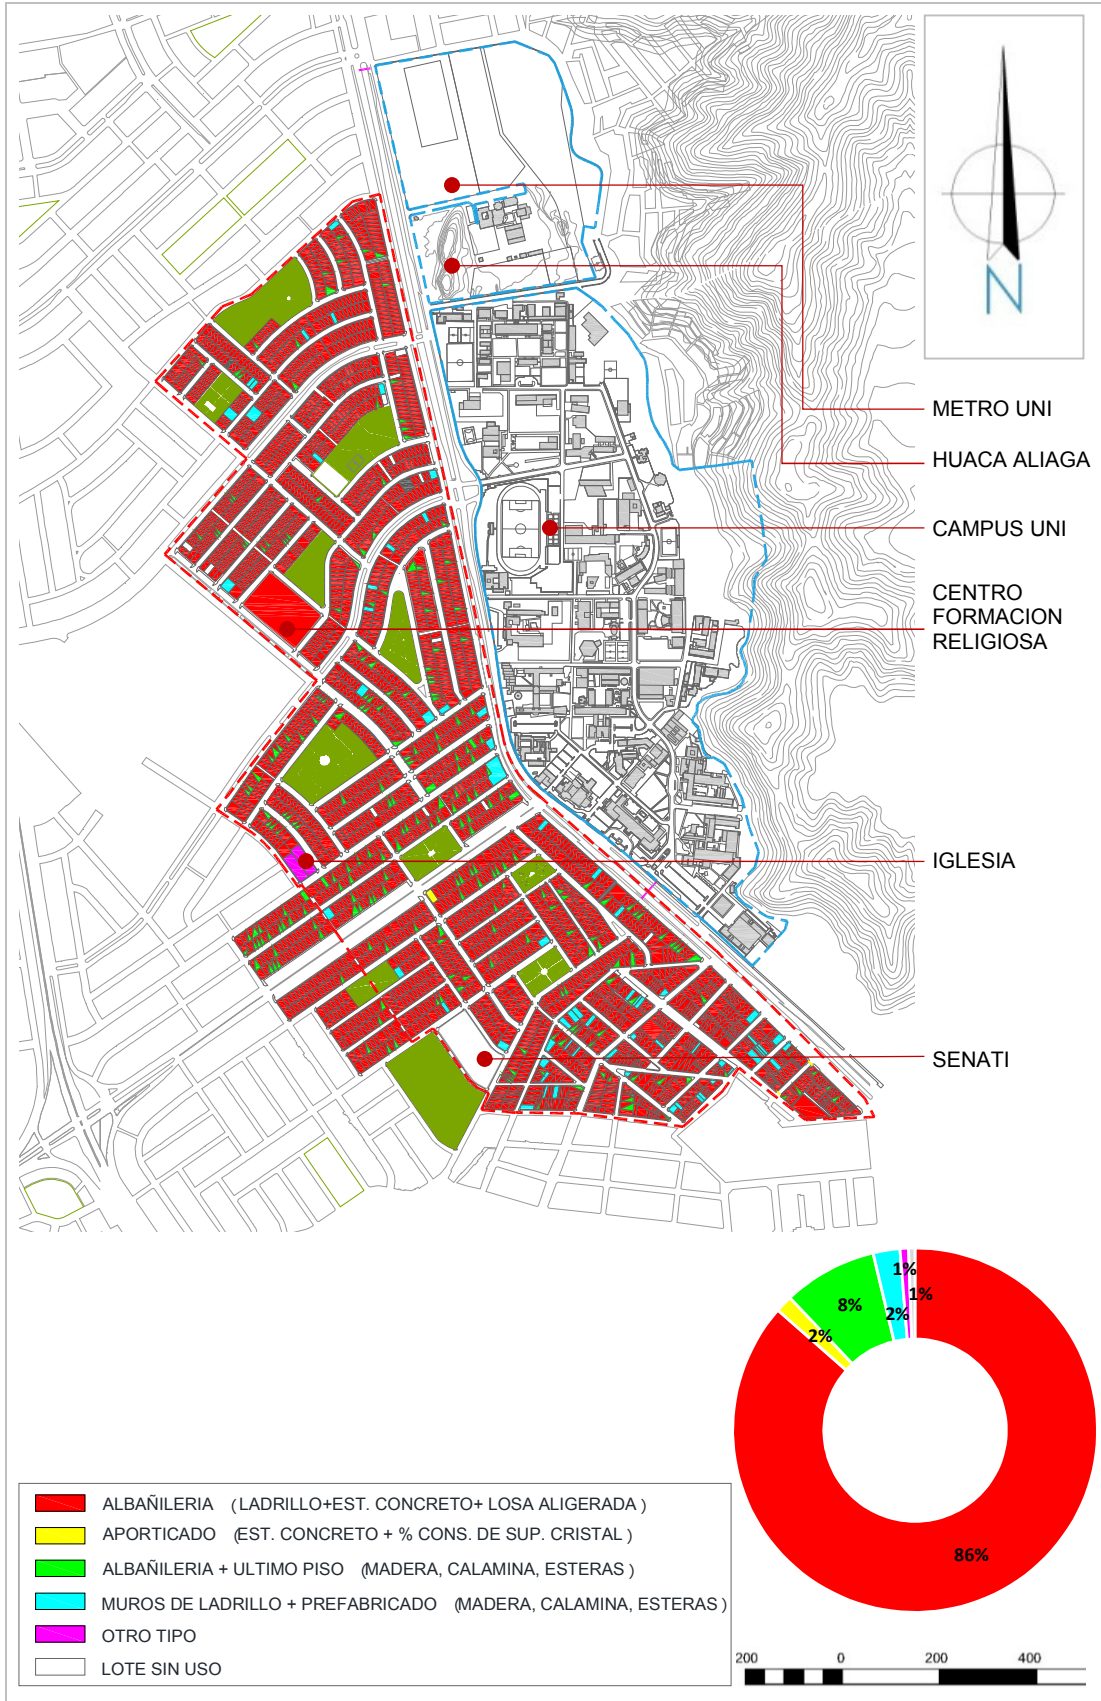 N
METRO UNI
HUACA ALIAGA
CAMPUS UNI
CENTRO
FORMACION
RELIGIOSA
IGLESIA
SENATI
1%
1%
8%
2%
2%
86%
ALBAÑILERIA (LADRILLO+EST. CONCRETO+ LOSA ALIGERADA )
APORTICADO (EST. CONCRETO + % CONS. DE SUP. CRISTAL )
ALBAÑILERIA + ULTIMO PISO (MADERA, CALAMINA, ESTERAS )
MUROS DE LADRILLO + PREFABRICADO (MADERA, CALAMINA, ESTERAS )
OTRO TIPO
LOTE SIN USO
200 0 200 400